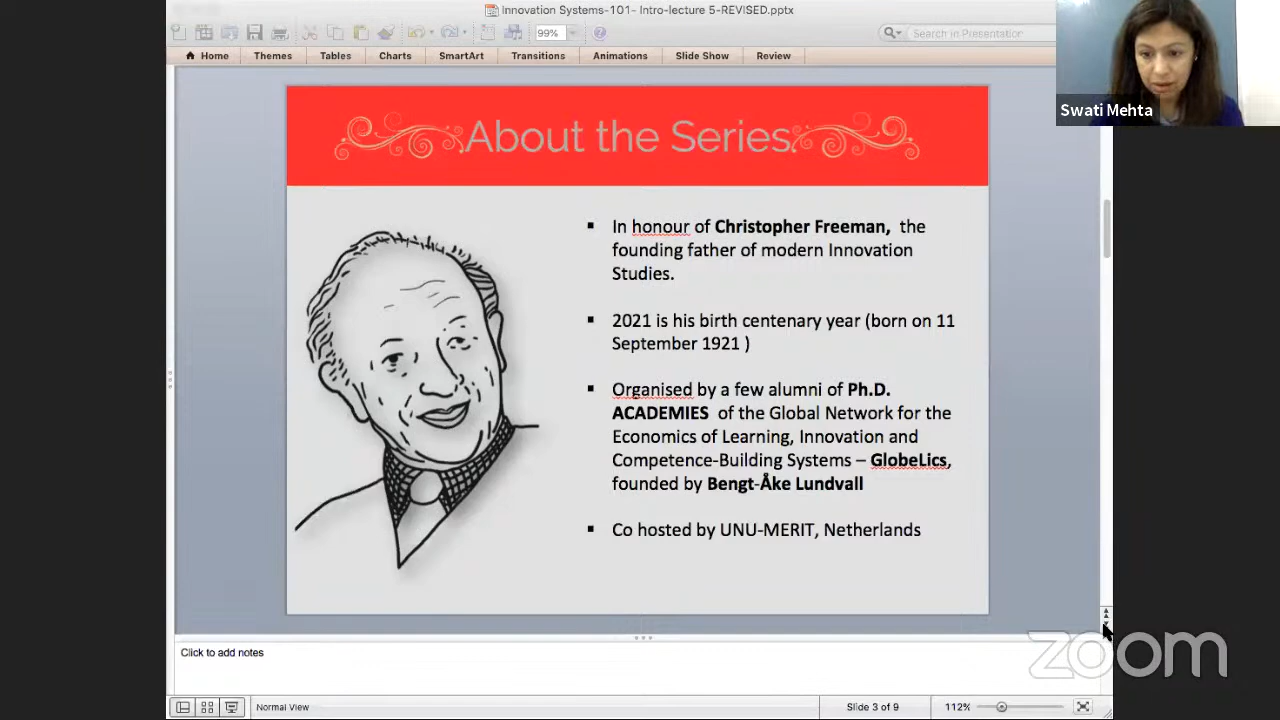 Innovation Systems-101- Intro-lecture 5-REVISED.pptx
99%
Search in Presentation
Home Themes Tables Charts SmartArt Transitions Animations Slide Show Review
Swati Mehta
About the Series
▪ In honour of Christopher Freeman, the
founding father of modern Innovation
Studies.
▪ 2021 is his birth centenary year (born on 11
September 1921 )
▪ Organised by a few alumni of Ph.D.
ACADEMIES of the Global Network for the
Economics of Learning, Innovation and
Competence-Building Systems – GlobeLics,
founded by Bengt-Åke Lundvall
▪ Co hosted by UNU-MERIT, Netherlands
Click to add notes
zoom
Normal View
Slide 3 of 9
112%